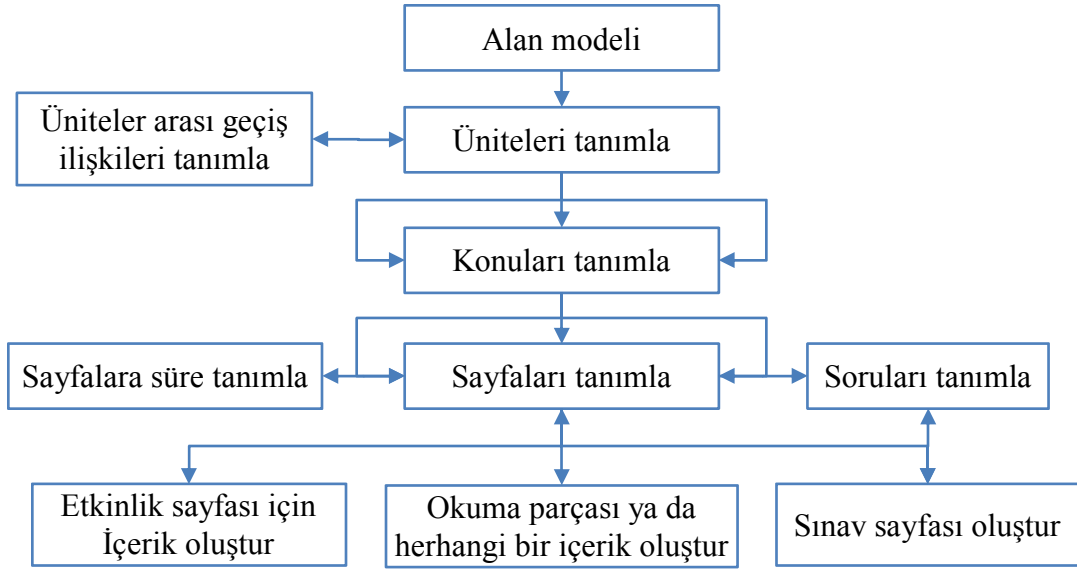 Alan modeli
Üniteler arası geçiş
ilişkileri tanımla
Üniteleri tanımla
Konuları tanımla
Sayfalara süre tanımla
Sayfaları tanımla
Soruları tanımla
Etkinlik sayfası için
İçerik oluştur
Okuma parçası ya da
herhangi bir içerik oluştur
Sınav sayfası oluştur